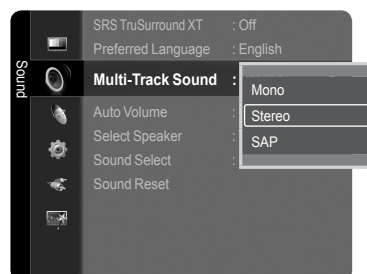 Sound
SRS TruSurround XT : Off
Preferred Language : English
Multi-Track Sound :
Mono
Stereo
SAP
Auto Volume :
Select Speaker :
Sound Select :
Sound Reset